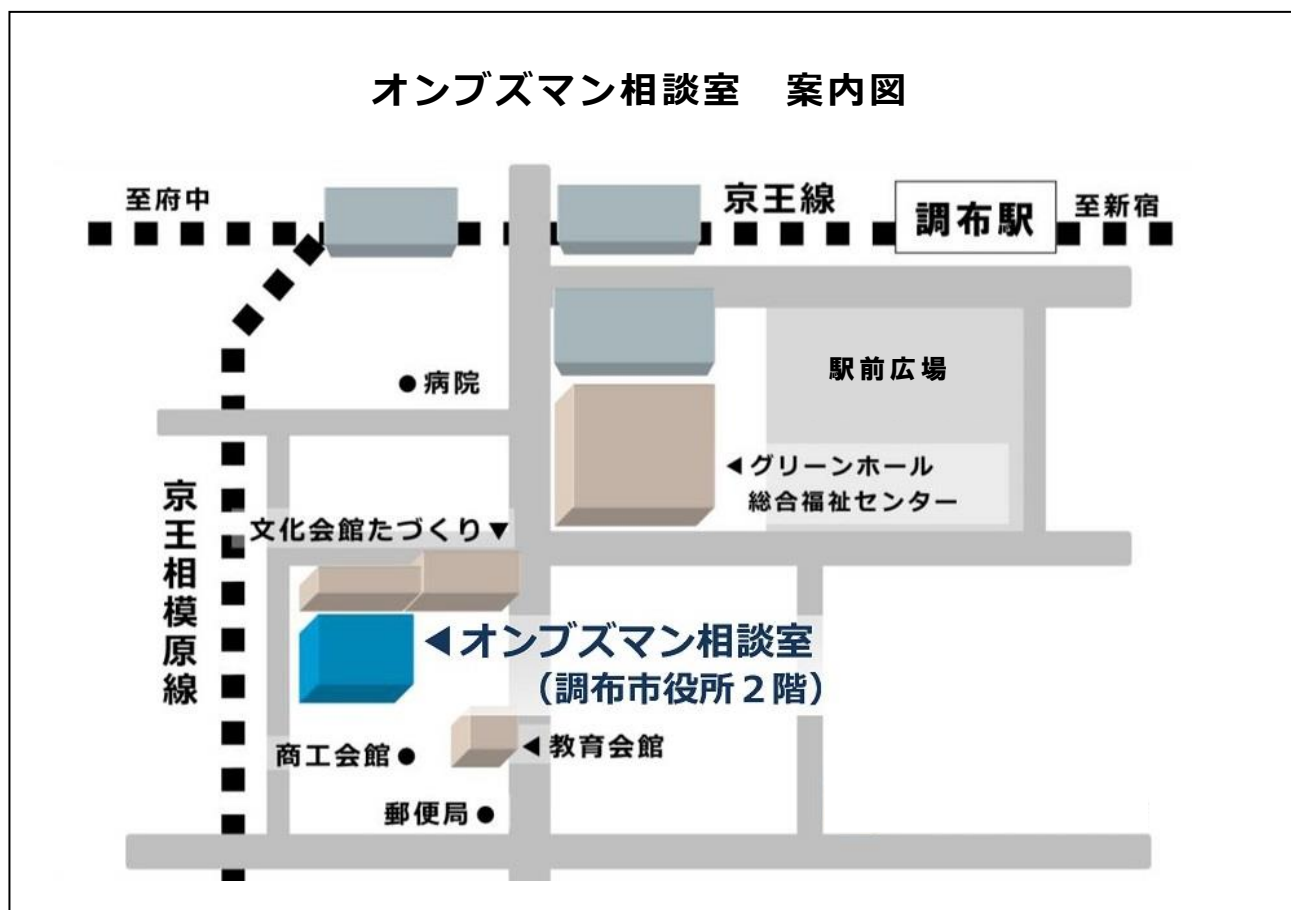 オンブズマン相談室　案内図
至府中
京王線
調布駅
至新宿
駅前広場
●病院
◀グリーンホール
総合福祉センター
京王相模原線
文化会館たづくり▼
◀オンブズマン相談室
（調布市役所２階）
商工会館●
◀教育会館
郵便局●